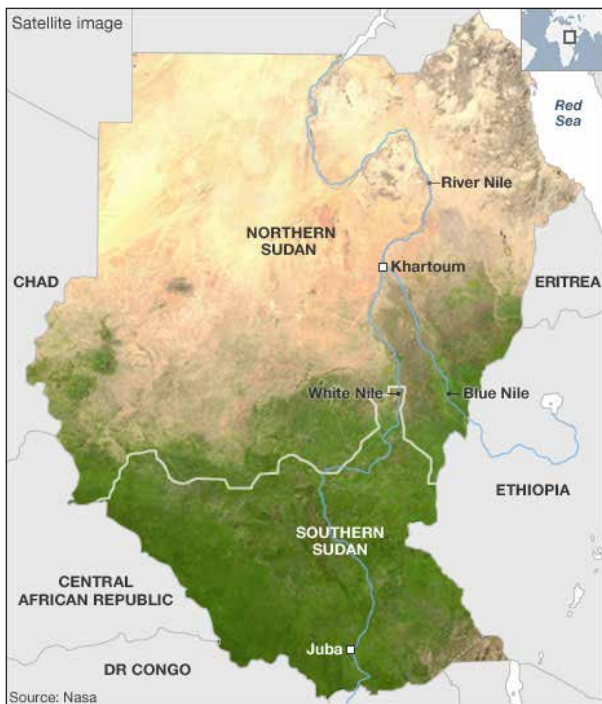 Satellite image
Red
Sea
River Nile
NORTHERN
SUDAN
Khartoum
CHAD
ERITREA
White Nile
Blue Nile
ETHIOPIA
SOUTHERN
SUDAN
CENTRAL
AFRICAN REPUBLIC
Juba
DR CONGO
Source: Nasa